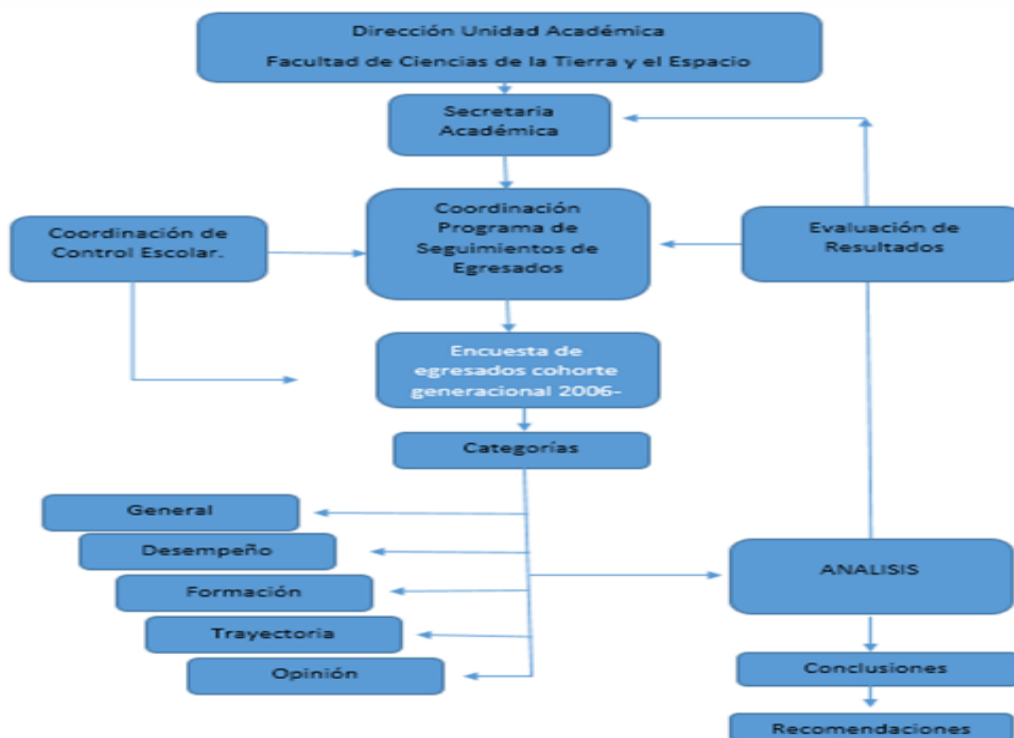 Dirección Unidad Académica
Facultad de Ciencias de la Tierra y el Espacio
Secretaria
Académica
Coordinación
Programa de
Seguimientos de
Egresados
Coordinación de
Control Escolar.
Evaluación de
Resultados
Encuesta de
egresados cohorte
generacional 2006-
Categorías
General
Desempeño
Formación
Trayectoria
Opinión
ANALISIS
Conclusiones
Recomendaciones